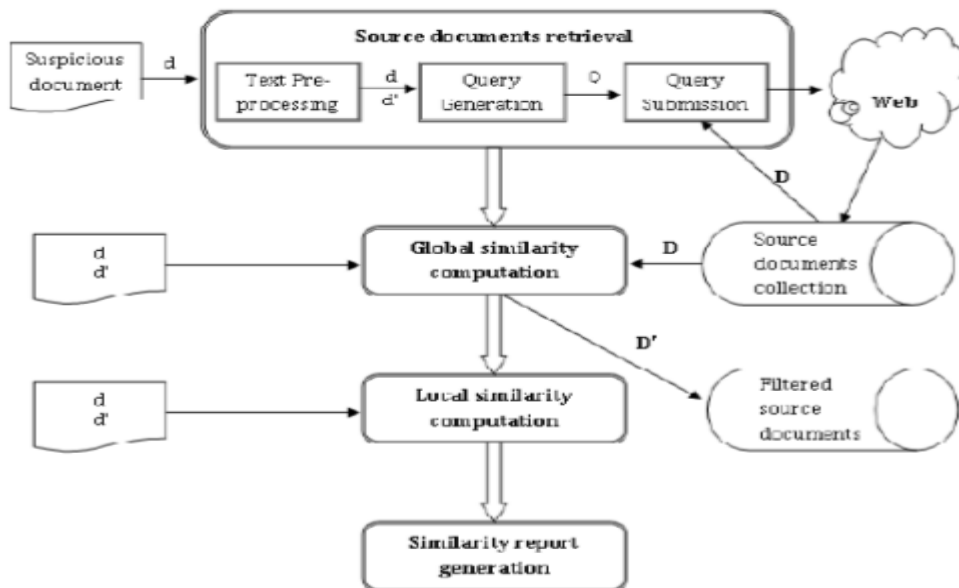 Source documents retrieval
Suspicious
document
d
Text Pre-
processing
d
d'
Query
Generation
Q
Query
Submission
Web
D
d
d'
Global similarity
computation
D
Source
documents
collection
D'
d
d'
Local similarity
computation
Filtered
source
documents
Similarity report
generation